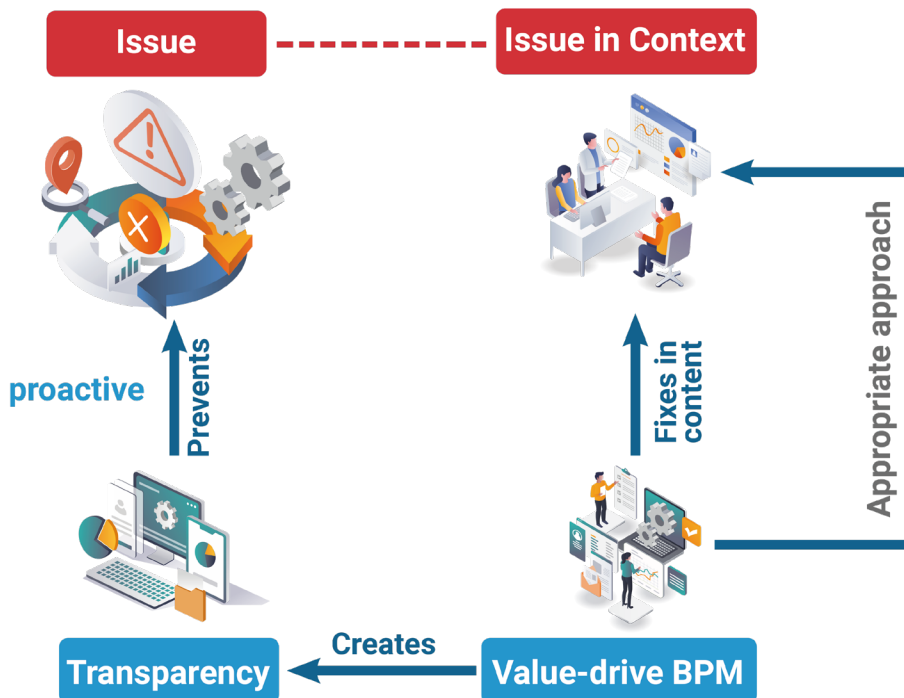 Issue
Issue in Context
Appropriate approach
proactive
Prevents
Fixes in
content
Transparency
Creates
Value-drive BPM